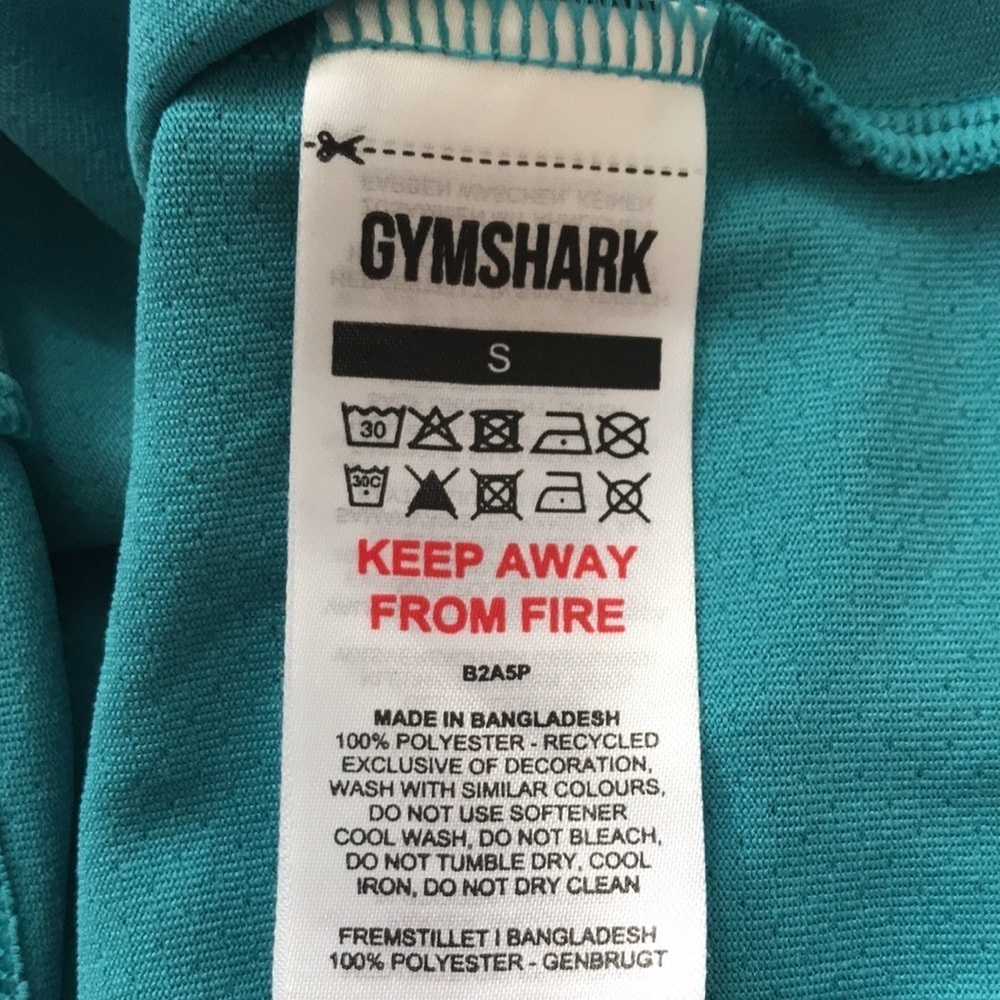 GYMSHARK
S
30
30C
KEEP AWAY
FROM FIRE
B2A5P
MADE IN BANGLADESH
100% POLYESTER - RECYCLED
EXCLUSIVE OF DECORATION,
WASH WITH SIMILAR COLOURS,
DO NOT USE SOFTENER
COOL WASH, DO NOT BLEACH,
DO NOT TUMBLE DRY, COOL
IRON, DO NOT DRY CLEAN
FREMSTILLET I BANGLADESH
100% POLYESTER - GENBRUGT